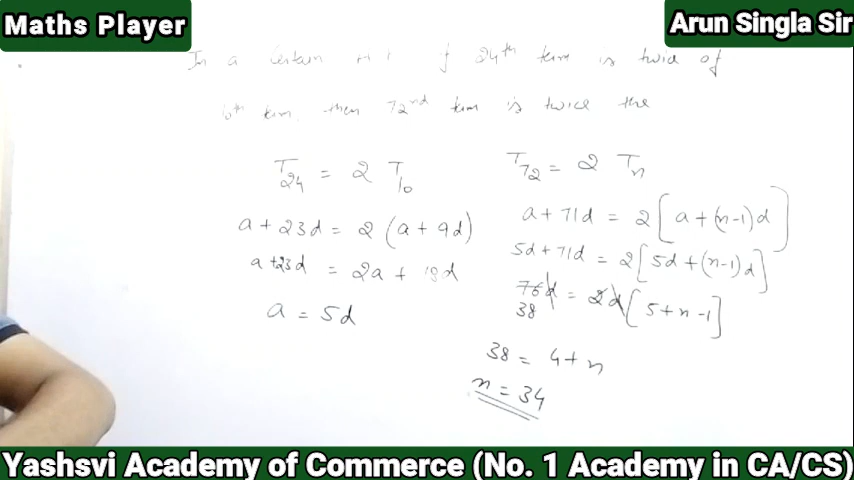 Maths Player
Arun Singla Sir
In a certain if 24th term is twice of
10th term, then 72nd term is twice the
T24 = 2 T10
a + 23d = 2 (a + 9d)
a + 23d = 2a + 18d
a = 5d
T72 = 2 Tn
a + 71d = 2 [a + (n-1)d]
5d + 71d = 2 [5d + (n-1)d]
76d = 2d [5 + n - 1]
38
38 = 4 + n
n = 34
Yashsvi Academy of Commerce (No. 1 Academy in CA/CS)